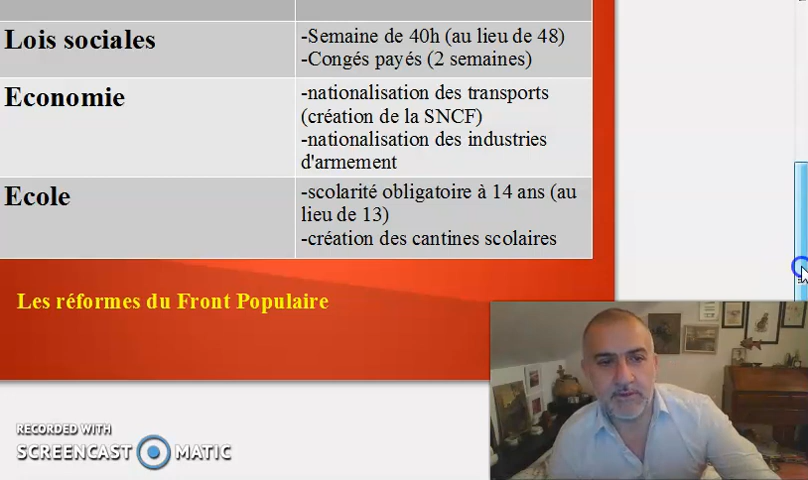 Lois sociales
-Semaine de 40h (au lieu de 48)
-Congés payés (2 semaines)
Economie
-nationalisation des transports
(création de la SNCF)
-nationalisation des industries
d'armement
Ecole
-scolarité obligatoire à 14 ans (au
lieu de 13)
-création des cantines scolaires
Les réformes du Front Populaire
RECORDED WITH
SCREENCAST MATIC